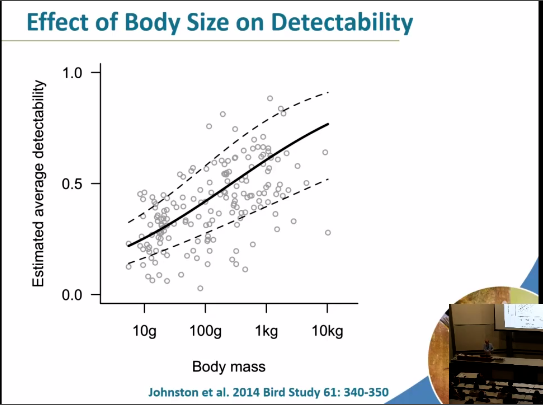 Effect of Body Size on Detectability
Estimated average detectability
1.0
0.5
0.0
10g 100g 1kg 10kg
Body mass
Johnston et al. 2014 Bird Study 61: 340-350